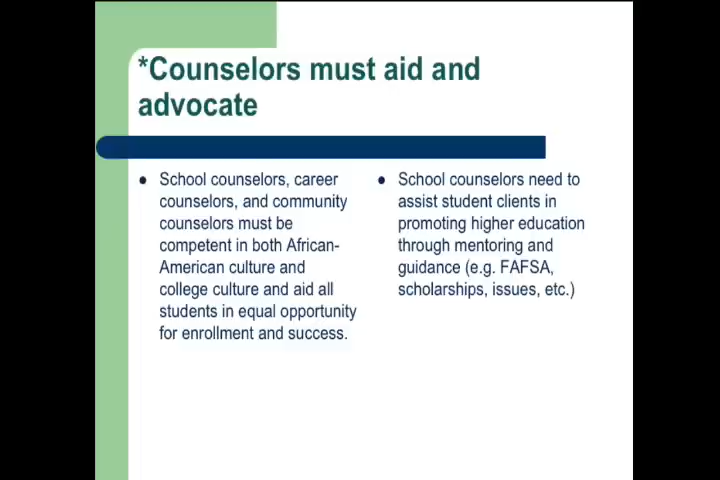 *Counselors must aid and
advocate
● School counselors, career
counselors, and community
counselors must be
competent in both African-
American culture and
college culture and aid all
students in equal opportunity
for enrollment and success.
● School counselors need to
assist student clients in
promoting higher education
through mentoring and
guidance (e.g. FAFSA,
scholarships, issues, etc.)